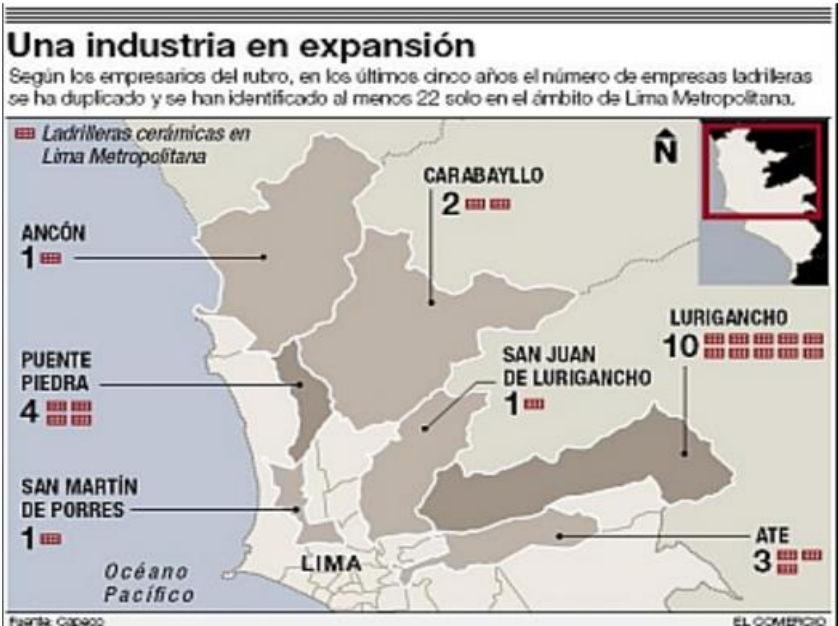 Una industria en expansión
Según los empresarios del rubro, en los últimos cinco años el número de empresas ladrilleras
se ha duplicado y se han identificado al menos 22 solo en el ámbito de Lima Metropolitana.
Ladrilleras cerámicas en
Lima Metropolitana
N
CARABAYLLO
2
ANCÓN
1
LURIGANCHO
10
SAN JUAN
DE LURIGANCHO
1
PUENTE
PIEDRA
4
SAN MARTÍN
DE PORRES
1
ATE
3
LIMA
Océano
Pacífico
Fuente: Capeco
EL COMERCIO